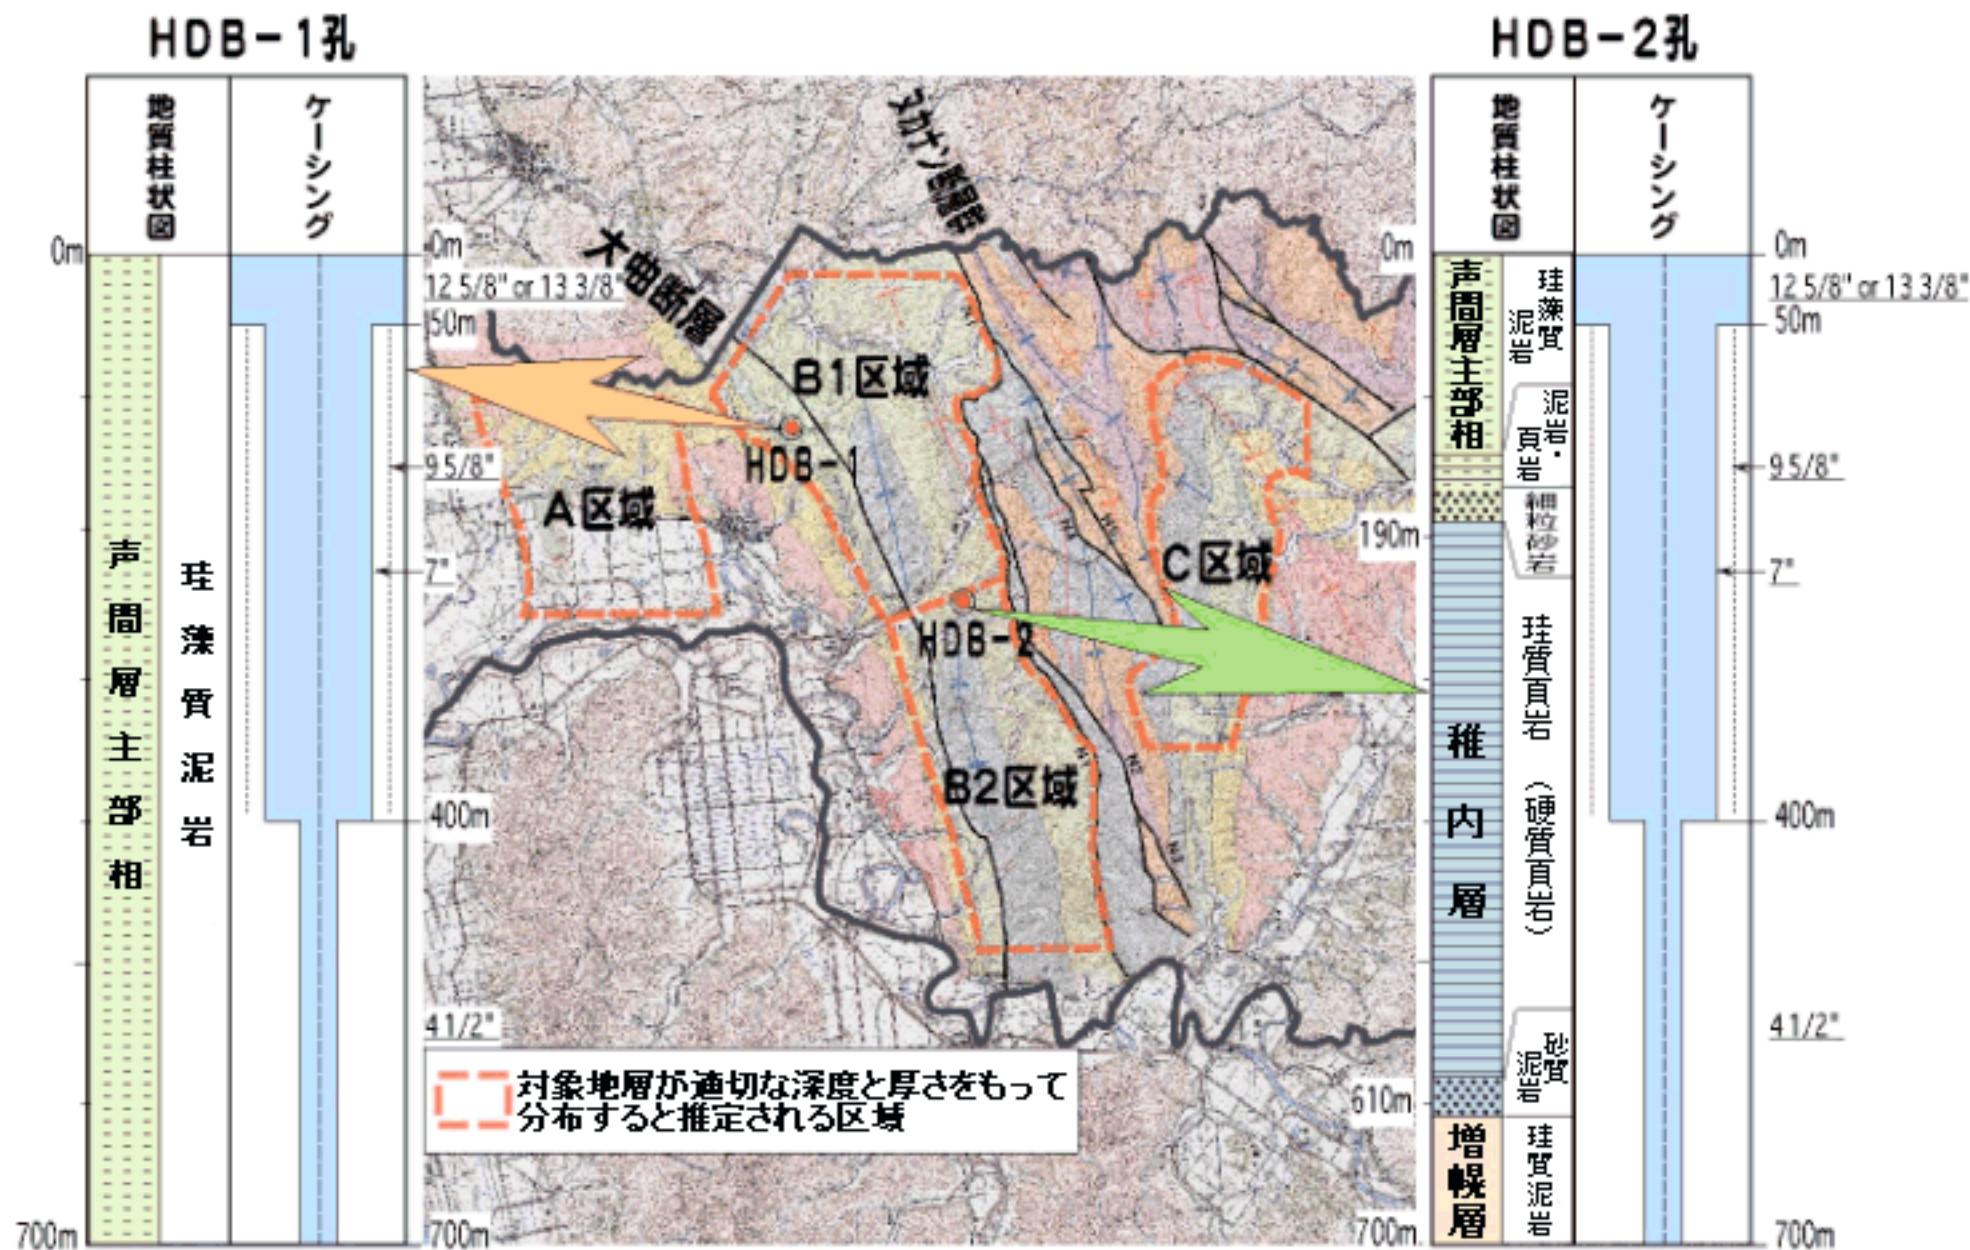 HDB-1孔
地質柱状図
ケーシング
0m
0m
12 5/8" or 13 3/8"
50m
9 5/8"
7"
400m
4 1/2"
700m
700m
声間層主部相
珪藻質泥岩
大曲断層
B1区域
HDB-1
A区域
C区域
HDB-2
B2区域
N1
N2
N3
対象地層が適切な深度と厚さをもって
分布すると推定される区域
HDB-2孔
地質柱状図
ケーシング
0m
190m
610m
700m
声間層主部相
珪藻質
泥岩
泥岩・
頁岩
細粒砂岩
稚内層
珪質頁岩
(硬質頁岩)
砂質
泥岩
増幌層
珪質泥岩
0m
12 5/8" or 13 3/8"
50m
9 5/8"
7"
400m
4 1/2"
700m